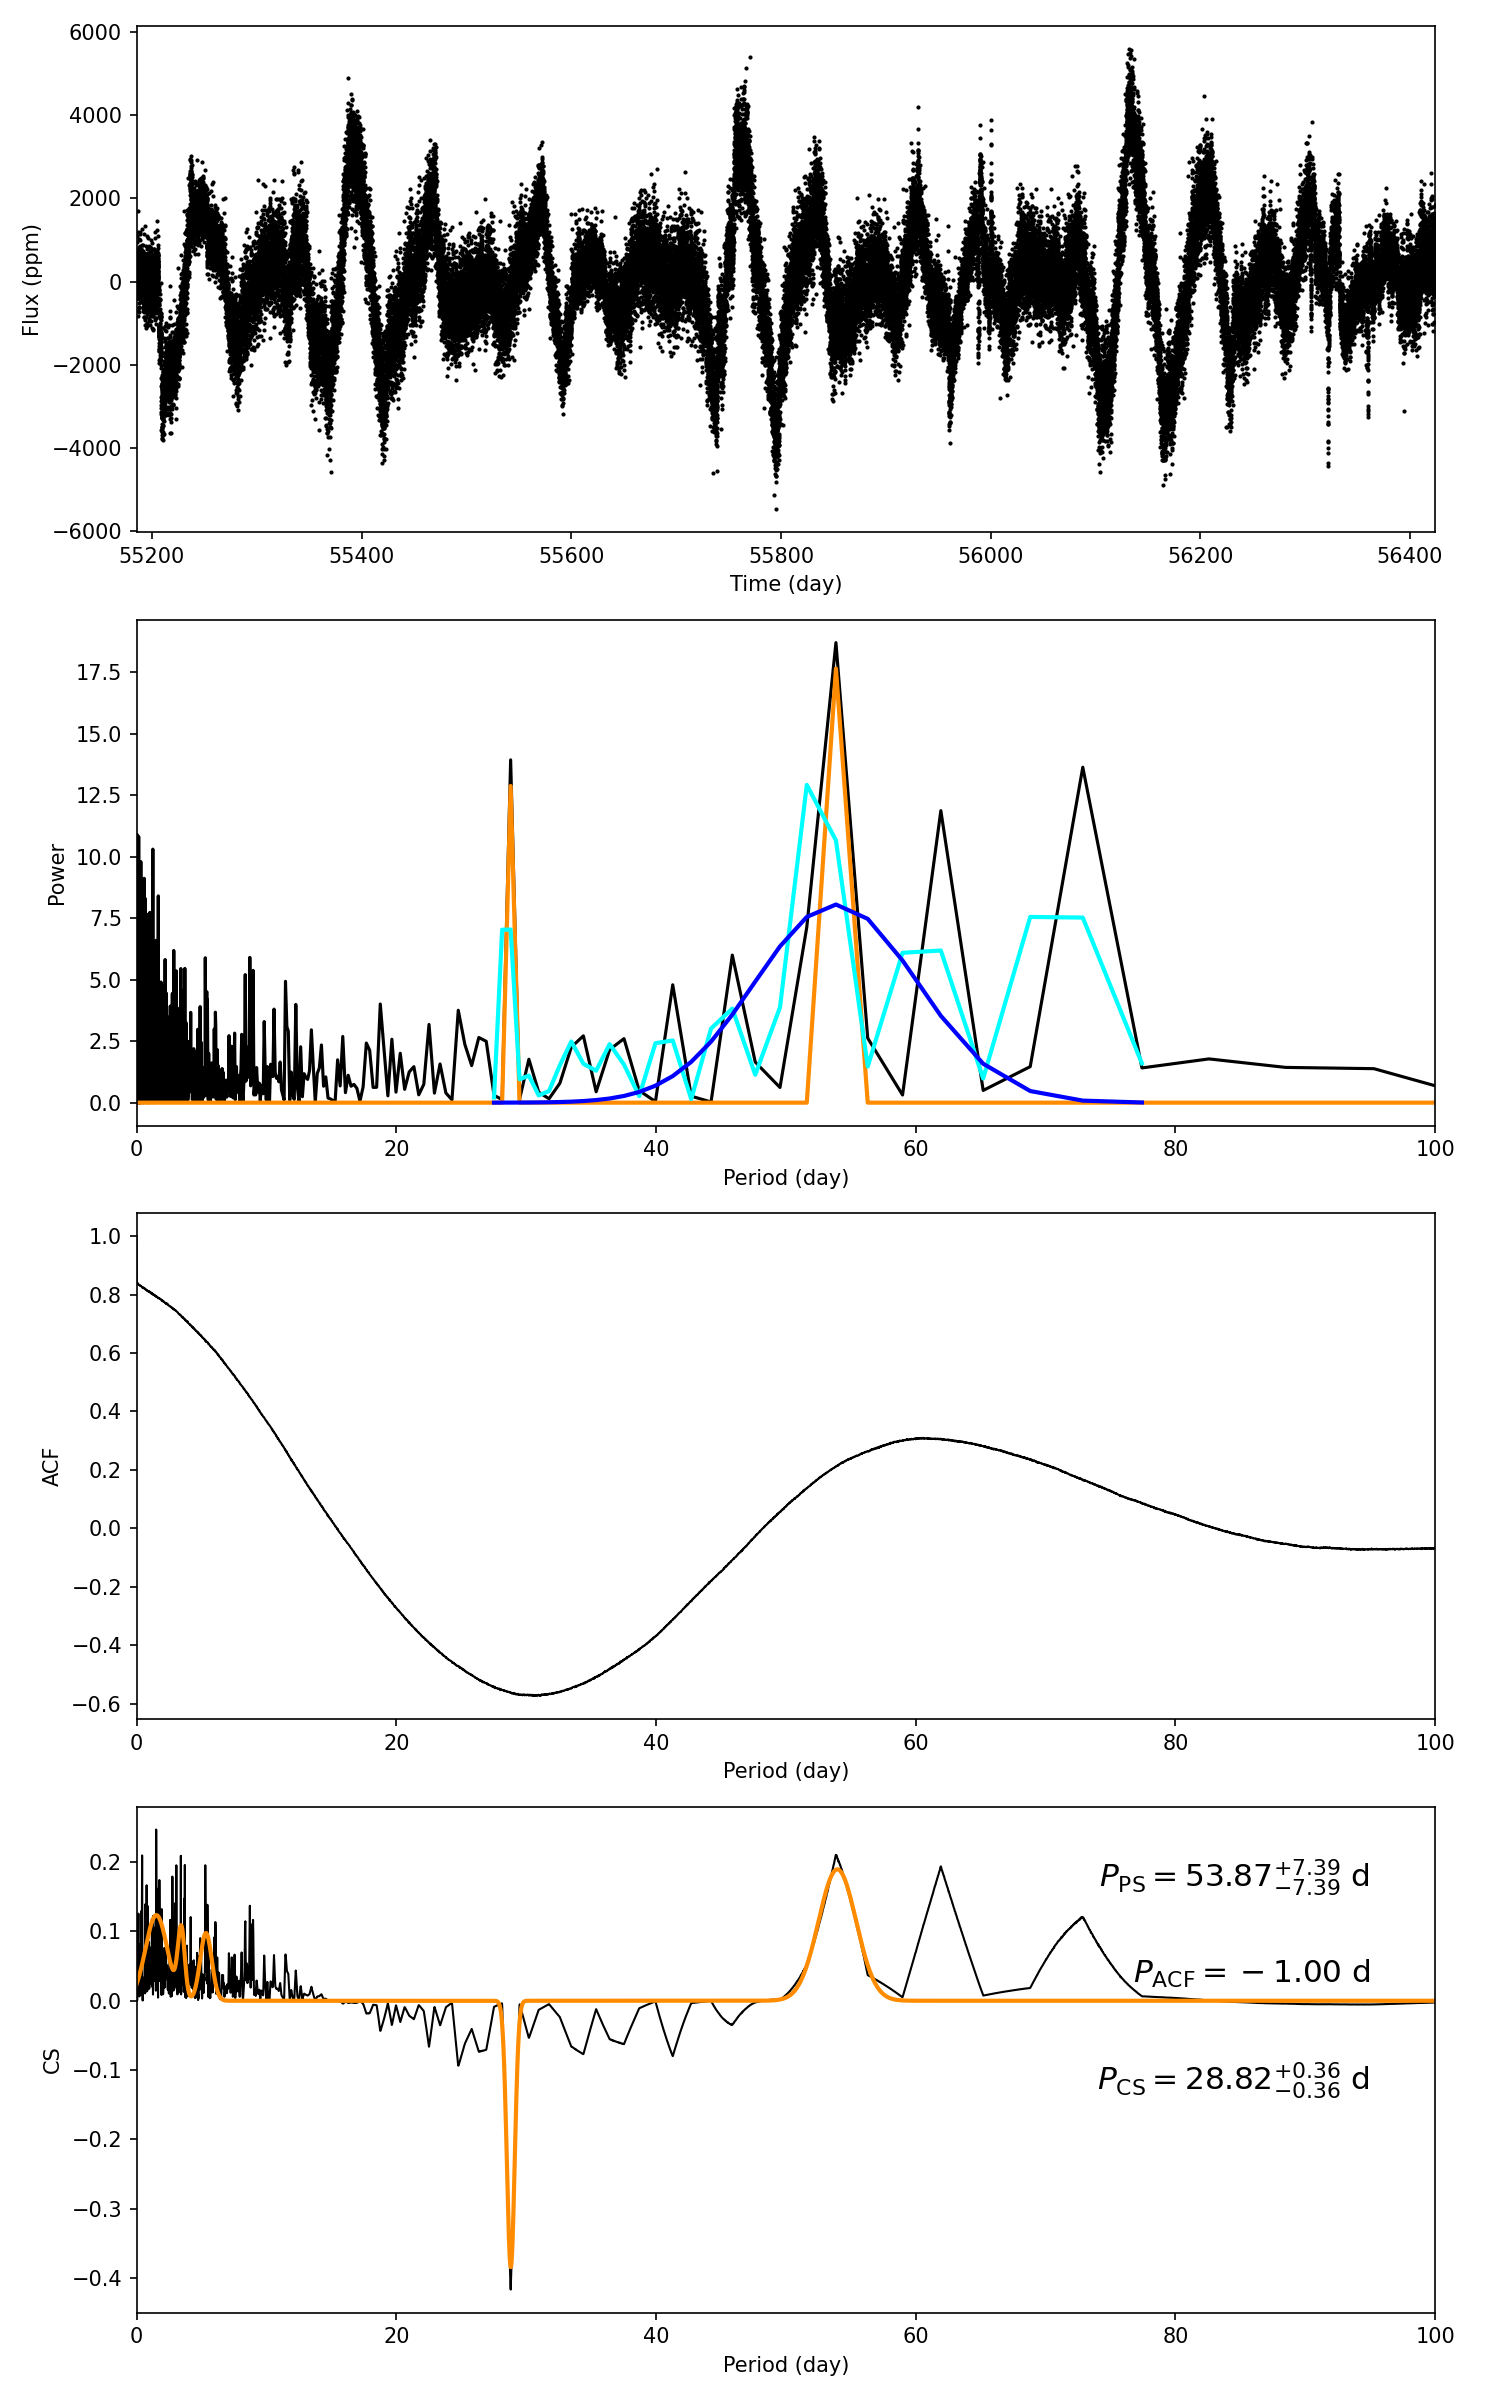 6000
4000
2000
0
−2000
−4000
−6000
Flux (ppm)
55200 55400 55600 55800 56000 56200 56400
Time (day)
17.5
15.0
12.5
10.0
7.5
5.0
2.5
0.0
Power
0 20 40 60 80 100
Period (day)
1.0
0.8
0.6
0.4
0.2
0.0
−0.2
−0.4
−0.6
ACF
0 20 40 60 80 100
Period (day)
0.2
0.1
0.0
−0.1
−0.2
−0.3
−0.4
CS
P_PS = 53.87 +7.39 −7.39 d
P_ACF = −1.00 d
P_CS = 28.82 +0.36 −0.36 d
0 20 40 60 80 100
Period (day)